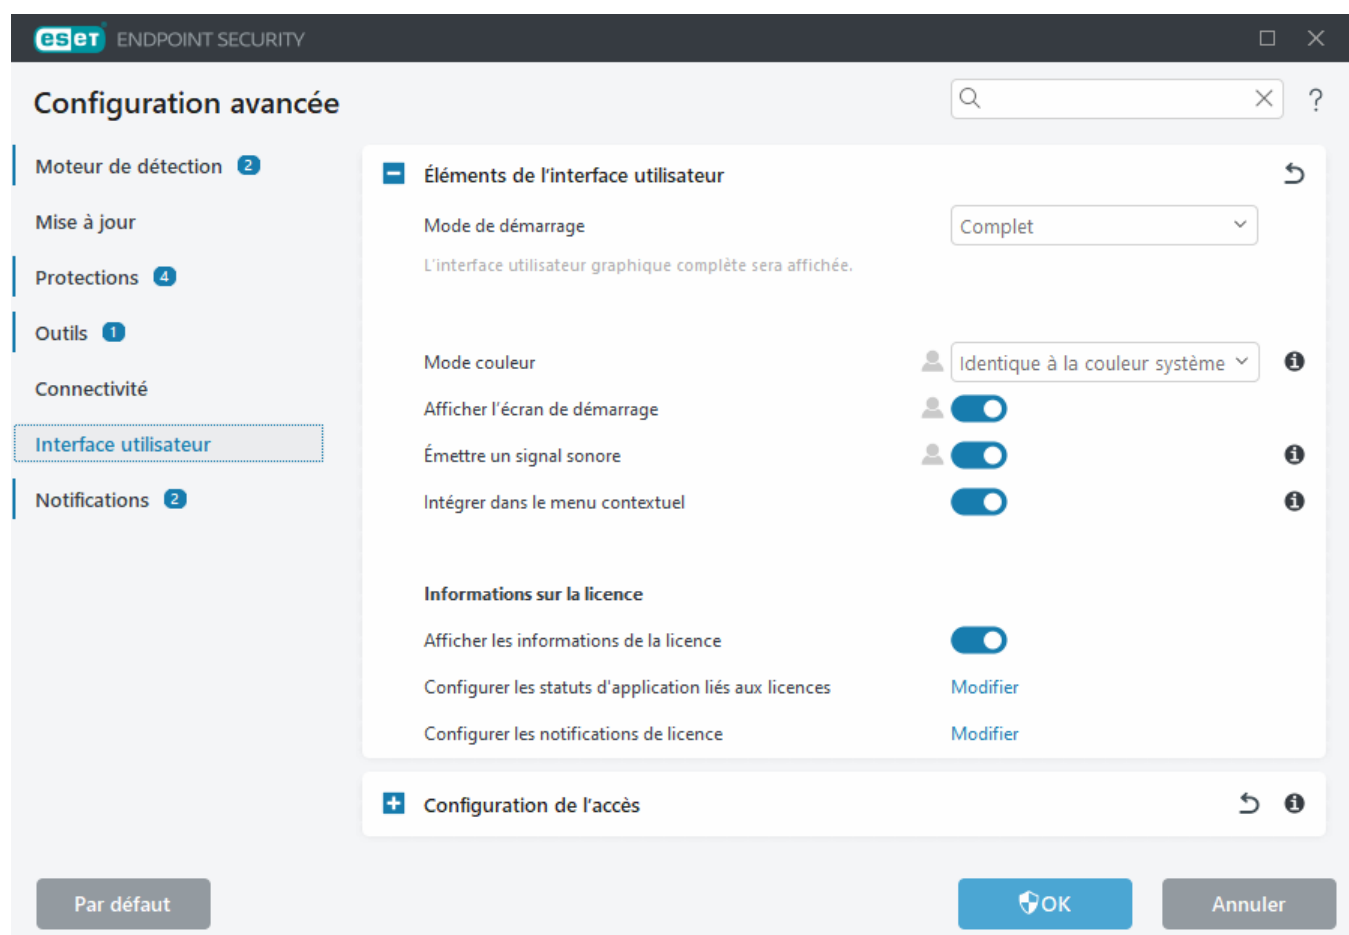 eset ENDPOINT SECURITY
Configuration avancée
?
Moteur de détection 2
Mise à jour
Protections 4
Outils 1
Connectivité
Interface utilisateur
Notifications 2
Éléments de l'interface utilisateur
Mode de démarrage Complet
L'interface utilisateur graphique complète sera affichée.
Mode couleur Identique à la couleur système
Afficher l'écran de démarrage
Émettre un signal sonore
Intégrer dans le menu contextuel
Informations sur la licence
Afficher les informations de la licence
Configurer les statuts d'application liés aux licences Modifier
Configurer les notifications de licence Modifier
Configuration de l'accès
Par défaut OK Annuler